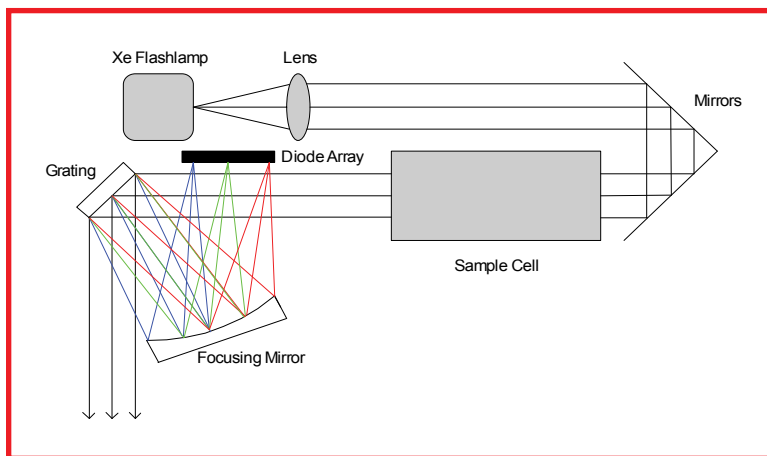 Xe Flashlamp
Lens
Mirrors
Diode Array
Grating
Sample Cell
Focusing Mirror